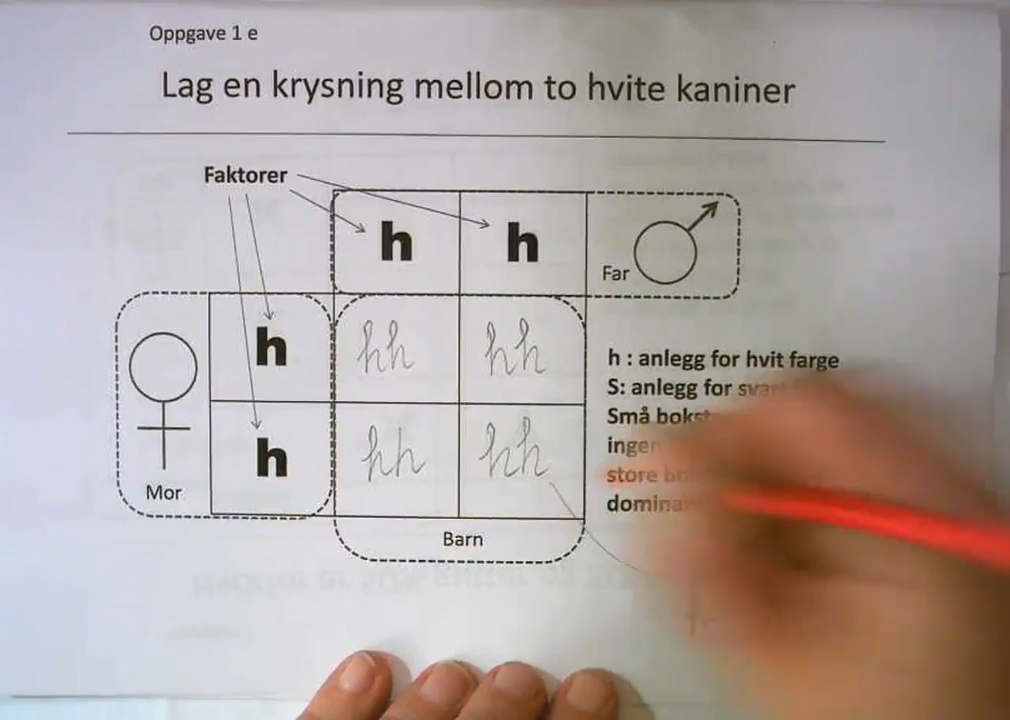 Oppgave 1 e
Lag en krysning mellom to hvite kaniner
Faktorer
h h
Far
h hh hh
h : anlegg for hvit farge
S: anlegg for
Små
h hh hh
store
Mor
Barn